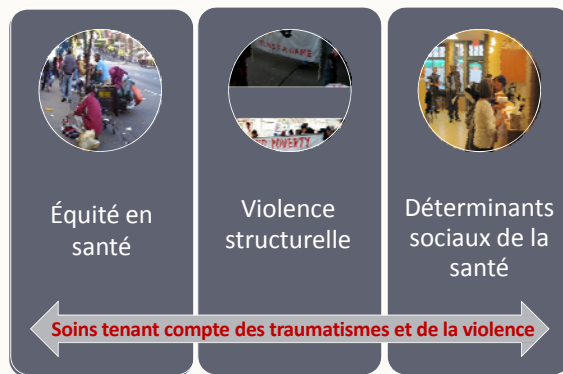 POVERTY
Équité en
santé
Violence
structurelle
Déterminants
sociaux de la
santé
Soins tenant compte des traumatismes et de la violence